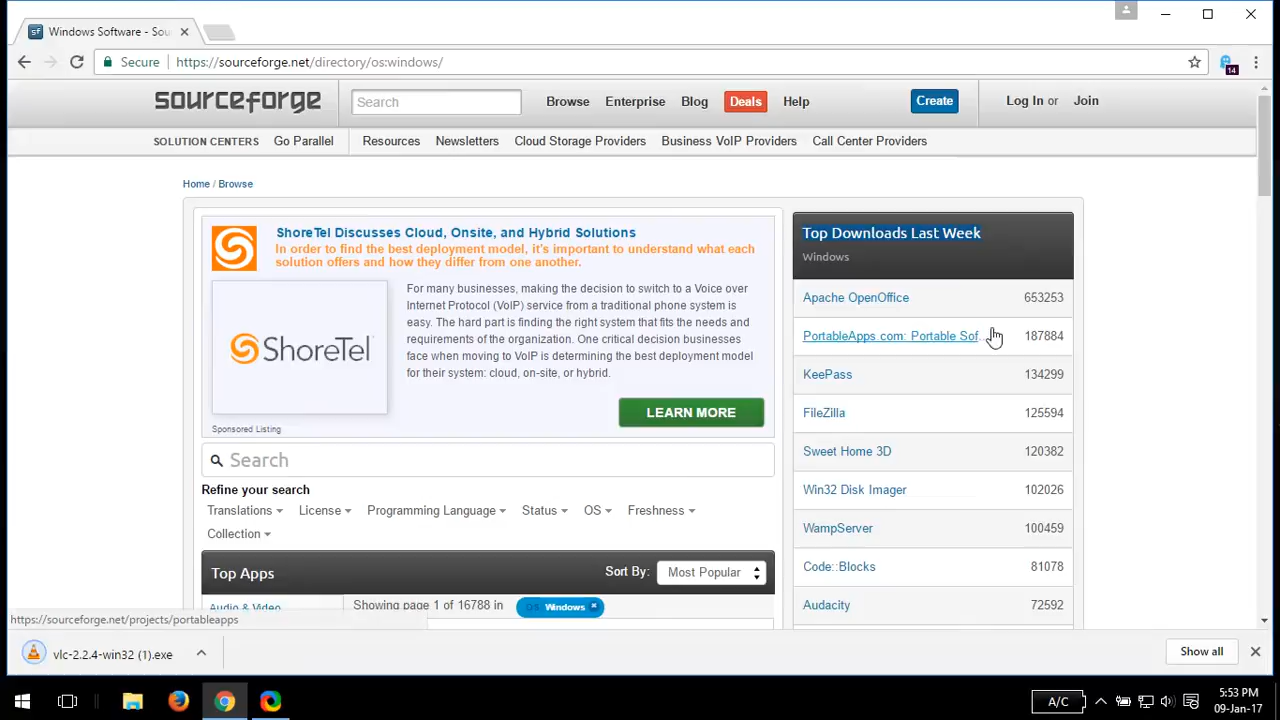 Windows Software - Sou
Secure
https://sourceforge.net/directory/os:windows/
14
sourceforge
Search
Browse
Enterprise
Blog
Deals
Help
Create
Log In or Join
SOLUTION CENTERS
Go Parallel
Resources
Newsletters
Cloud Storage Providers
Business VoIP Providers
Call Center Providers
Home / Browse
ShoreTel Discusses Cloud, Onsite, and Hybrid Solutions
In order to find the best deployment model, it's important to understand what each
solution offers and how they differ from one another.
ShoreTel
For many businesses, making the decision to switch to a Voice over
Internet Protocol (VoIP) service from a traditional phone system is
easy. The hard part is finding the right system that fits the needs and
requirements of the organization. One critical decision businesses
face when moving to VoIP is determining the best deployment model
for their system: cloud, on-site, or hybrid.
LEARN MORE
Sponsored Listing
Search
Refine your search
Translations
License
Programming Language
Status
OS
Freshness
Collection
Top Apps
Sort By:
Most Popular
Audio & Video
Showing page 1 of 16788 in
OS: Windows
Top Downloads Last Week
Windows
Apache OpenOffice 653253
PortableApps.com: Portable Sof... 187884
KeePass 134299
FileZilla 125594
Sweet Home 3D 120382
Win32 Disk Imager 102026
WampServer 100459
Code::Blocks 81078
Audacity 72592
https://sourceforge.net/projects/portableapps
vlc-2.2.4-win32 (1).exe
Show all
A/C
5:53 PM
09-Jan-17